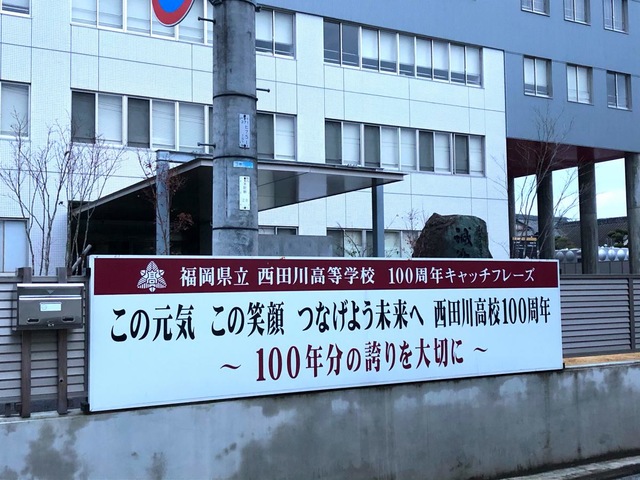 高
福岡県立 西田川高等学校 100周年キャッチフレーズ
この元気 この笑顔 つなげよう未来へ 西田川高校100周年
～ 100年分の誇りを大切に ～
誠